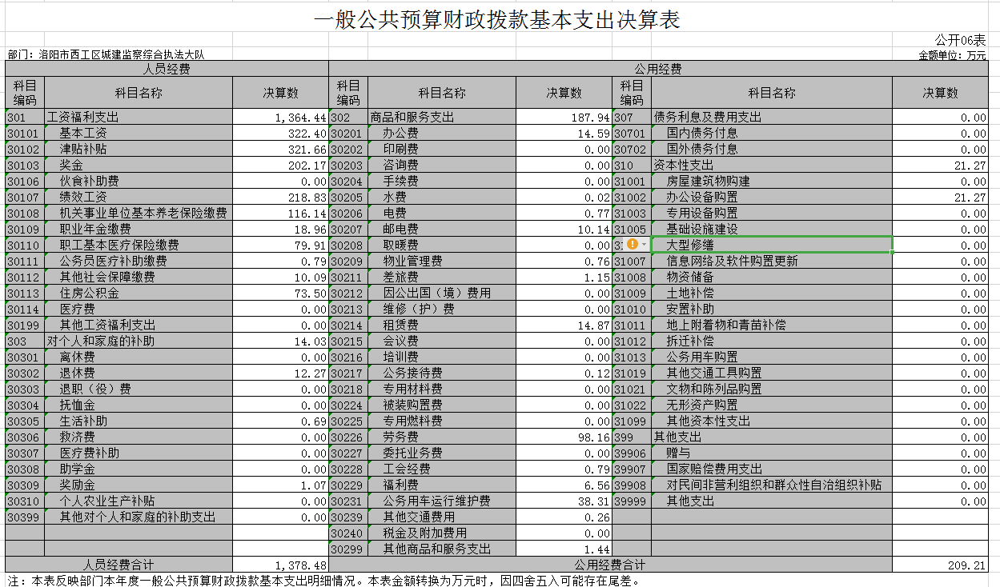 一般公共预算财政拨款基本支出决算表
公开06表
部门：洛阳市西工区城建监察综合执法大队 金额单位：万元
人员经费 公用经费
科目编码 科目名称 决算数 科目编码 科目名称 决算数 科目编码 科目名称 决算数
301 工资福利支出 1,364.44 302 商品和服务支出 187.94 307 债务利息及费用支出 0.00
30101 基本工资 322.40 30201 办公费 14.59 30701 国内债务付息 0.00
30102 津贴补贴 321.66 30202 印刷费 0.00 30702 国外债务付息 0.00
30103 奖金 202.17 30203 咨询费 0.00 310 资本性支出 21.27
30106 伙食补助费 0.00 30204 手续费 0.00 31001 房屋建筑物购建 0.00
30107 绩效工资 218.83 30205 水费 0.02 31002 办公设备购置 21.27
30108 机关事业单位基本养老保险缴费 116.14 30206 电费 0.77 31003 专用设备购置 0.00
30109 职业年金缴费 18.96 30207 邮电费 10.14 31005 基础设施建设 0.00
30110 职工基本医疗保险缴费 79.91 30208 取暖费 0.00 大型修缮 0.00
30111 公务员医疗补助缴费 0.79 30209 物业管理费 0.76 31007 信息网络及软件购置更新 0.00
30112 其他社会保障缴费 10.09 30211 差旅费 1.15 31008 物资储备 0.00
30113 住房公积金 73.50 30212 因公出国（境）费用 0.00 31009 土地补偿 0.00
30114 医疗费 0.00 30213 维修（护）费 0.00 31010 安置补助 0.00
30199 其他工资福利支出 0.00 30214 租赁费 14.87 31011 地上附着物和青苗补偿 0.00
303 对个人和家庭的补助 14.03 30215 会议费 0.00 31012 拆迁补偿 0.00
30301 离休费 0.00 30216 培训费 0.00 31013 公务用车购置 0.00
30302 退休费 12.27 30217 公务接待费 0.12 31019 其他交通工具购置 0.00
30303 退职（役）费 0.00 30218 专用材料费 0.00 31021 文物和陈列品购置 0.00
30304 抚恤金 0.00 30224 被装购置费 0.00 31022 无形资产购置 0.00
30305 生活补助 0.69 30225 专用燃料费 0.00 31099 其他资本性支出 0.00
30306 救济费 0.00 30226 劳务费 98.16 399 其他支出 0.00
30307 医疗费补助 0.00 30227 委托业务费 0.00 39906 赠与 0.00
30308 助学金 0.00 30228 工会经费 0.79 39907 国家赔偿费用支出 0.00
30309 奖励金 1.07 30229 福利费 6.56 39908 对民间非营利组织和群众性自治组织补贴 0.00
30310 个人农业生产补贴 0.00 30231 公务用车运行维护费 38.31 39999 其他支出 0.00
30399 其他对个人和家庭的补助支出 0.00 30239 其他交通费用 0.26
30240 税金及附加费用 0.00
30299 其他商品和服务支出 1.44
人员经费合计 1,378.48 公用经费合计 209.21
注：本表反映部门本年度一般公共预算财政拨款基本支出明细情况。本表金额转换为万元时，因四舍五入可能存在尾差。